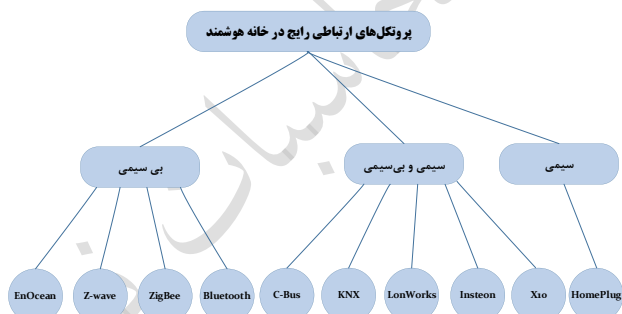 پروتکل‌های ارتباطی رایج در خانه هوشمند
سیمی
سیمی و بی‌سیمی
بی سیمی
EnOcean
Z-wave
ZigBee
Bluetooth
C-Bus
KNX
LonWorks
Insteon
X10
HomePlug